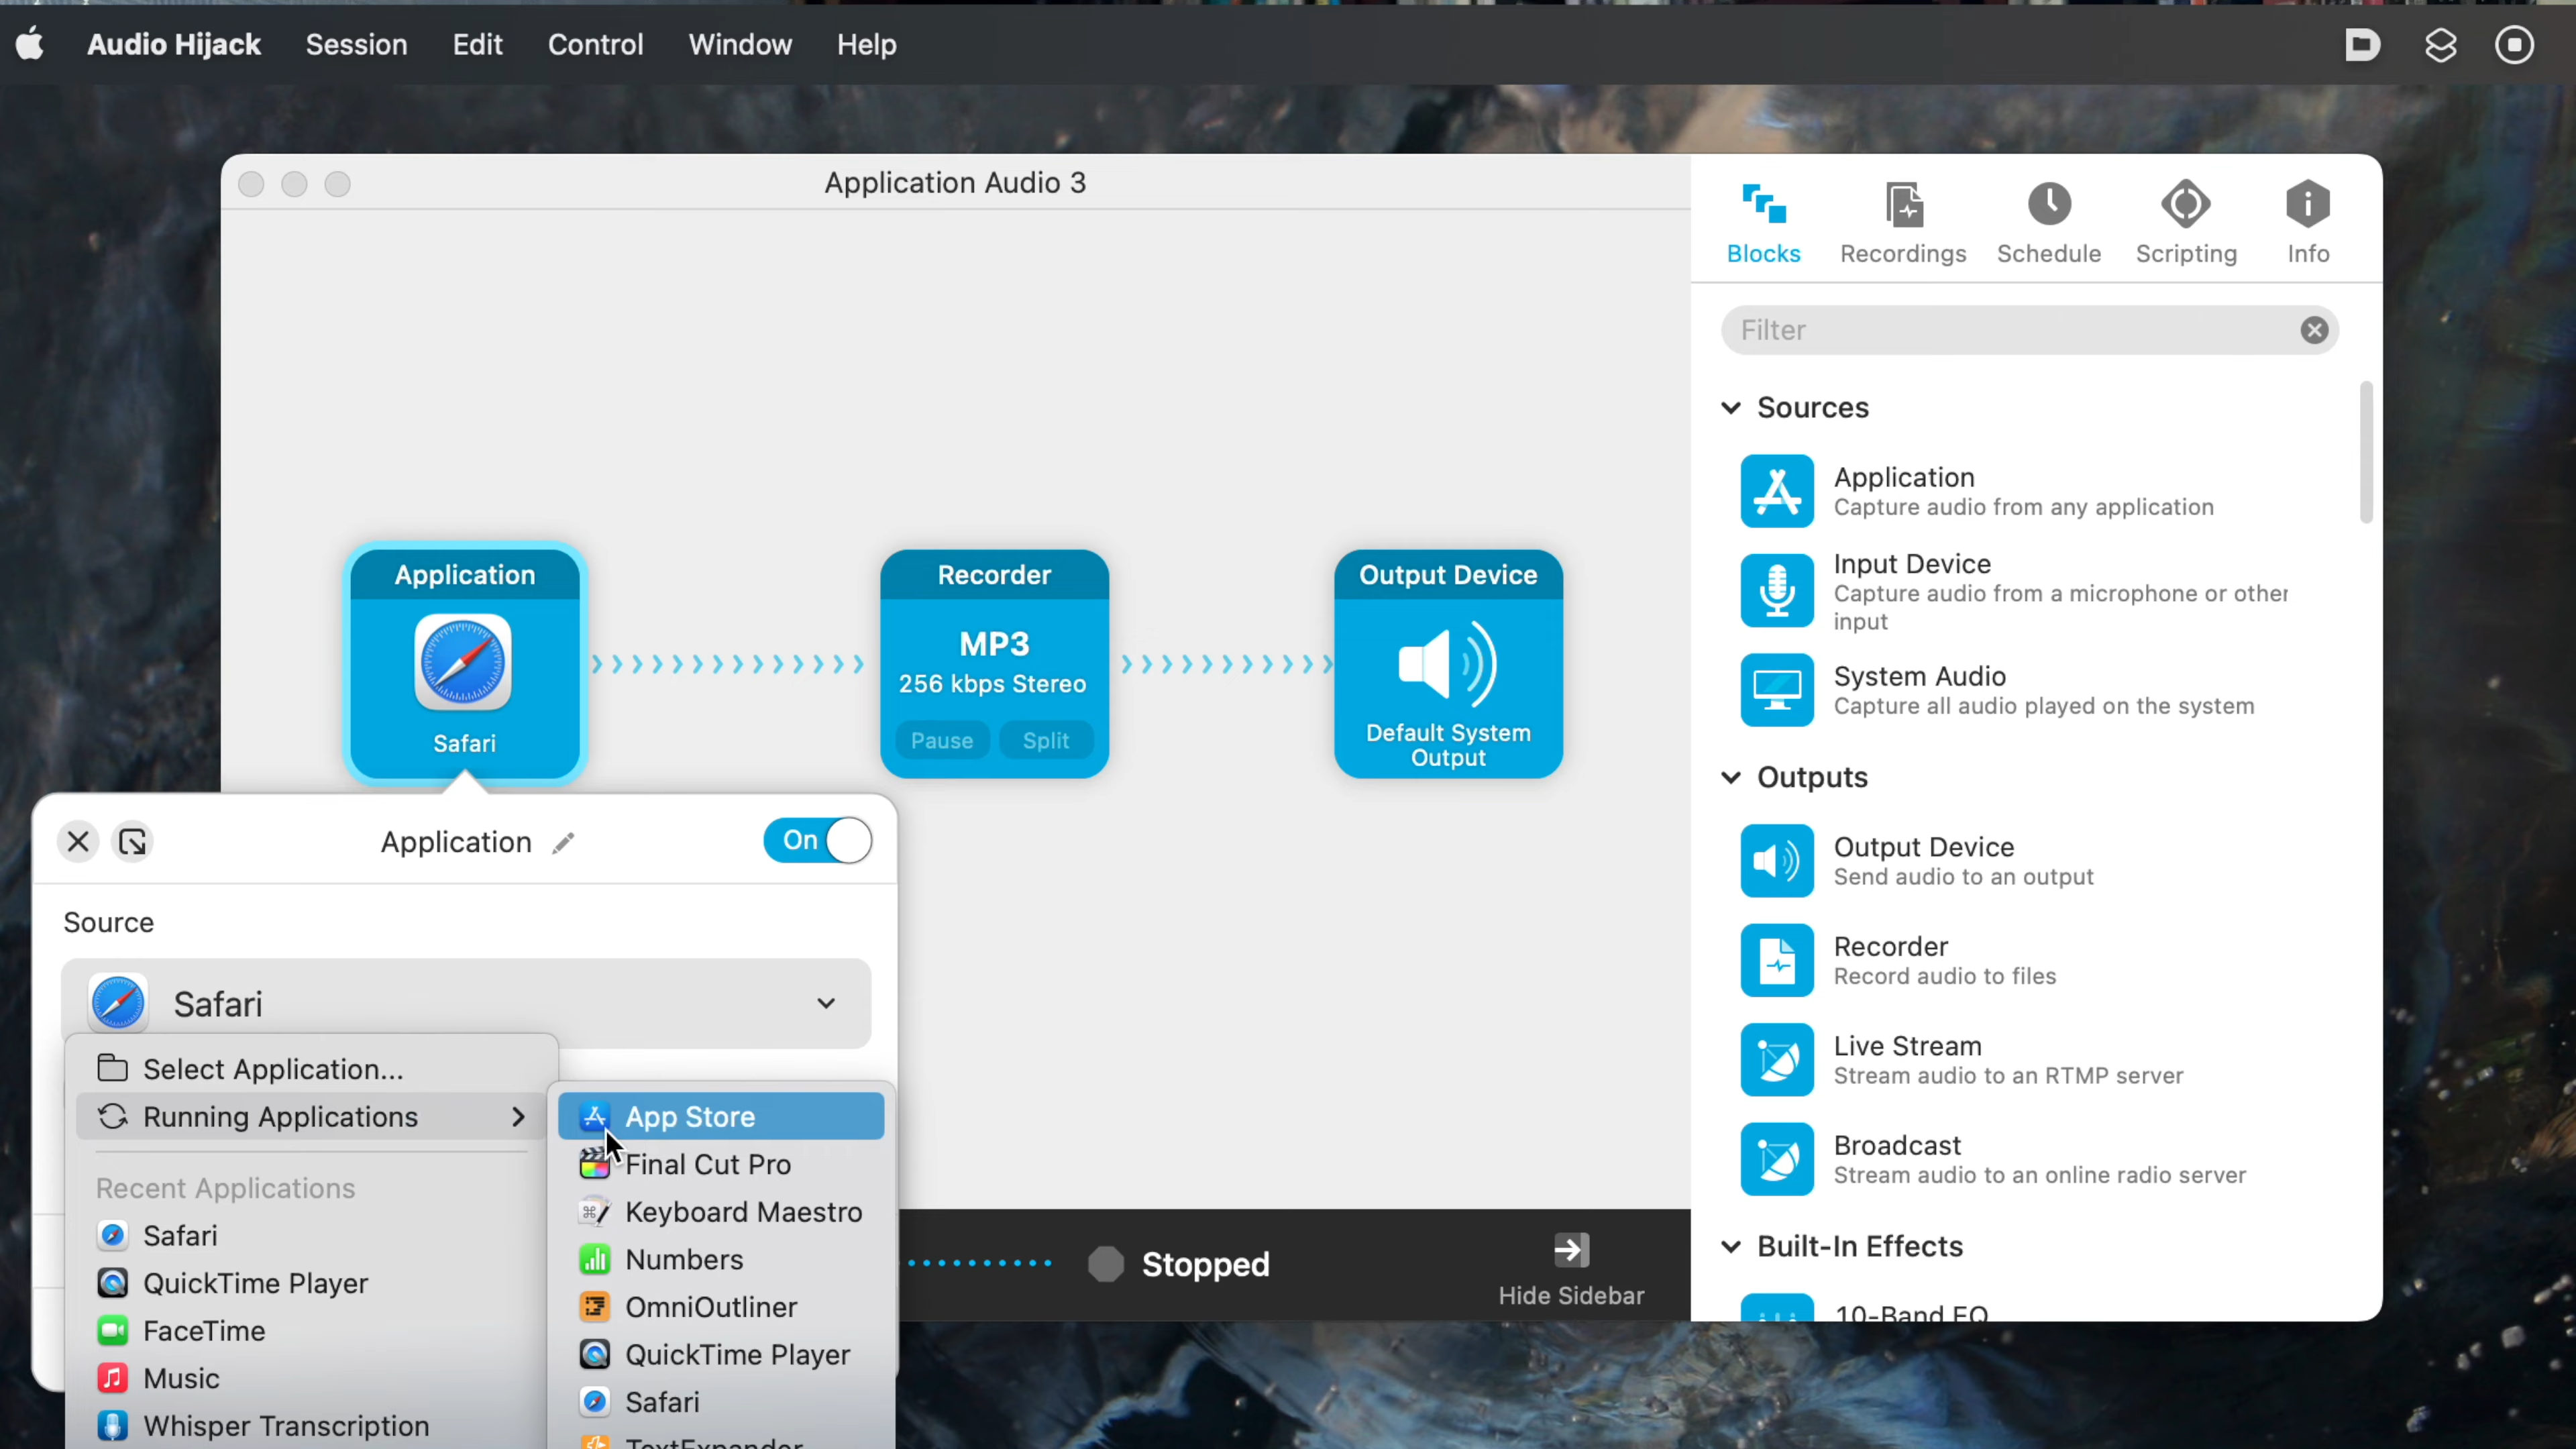 Audio Hijack Session Edit Control Window Help
Application Audio 3
Blocks Recordings Schedule Scripting Info
Filter
Sources
Application
Capture audio from any application
Input Device
Capture audio from a microphone or other
input
System Audio
Capture all audio played on the system
Outputs
Output Device
Send audio to an output
Recorder
Record audio to files
Live Stream
Stream audio to an RTMP server
Broadcast
Stream audio to an online radio server
Built-In Effects
10-Band EQ
Application
Safari
Recorder
MP3
256 kbps Stereo
Pause Split
Output Device
Default System
Output
Application
On
Source
Safari
Select Application...
Running Applications
Recent Applications
Safari
QuickTime Player
FaceTime
Music
Whisper Transcription
App Store
Final Cut Pro
Keyboard Maestro
Numbers
OmniOutliner
QuickTime Player
Safari
TextExpander
Stopped
Hide Sidebar